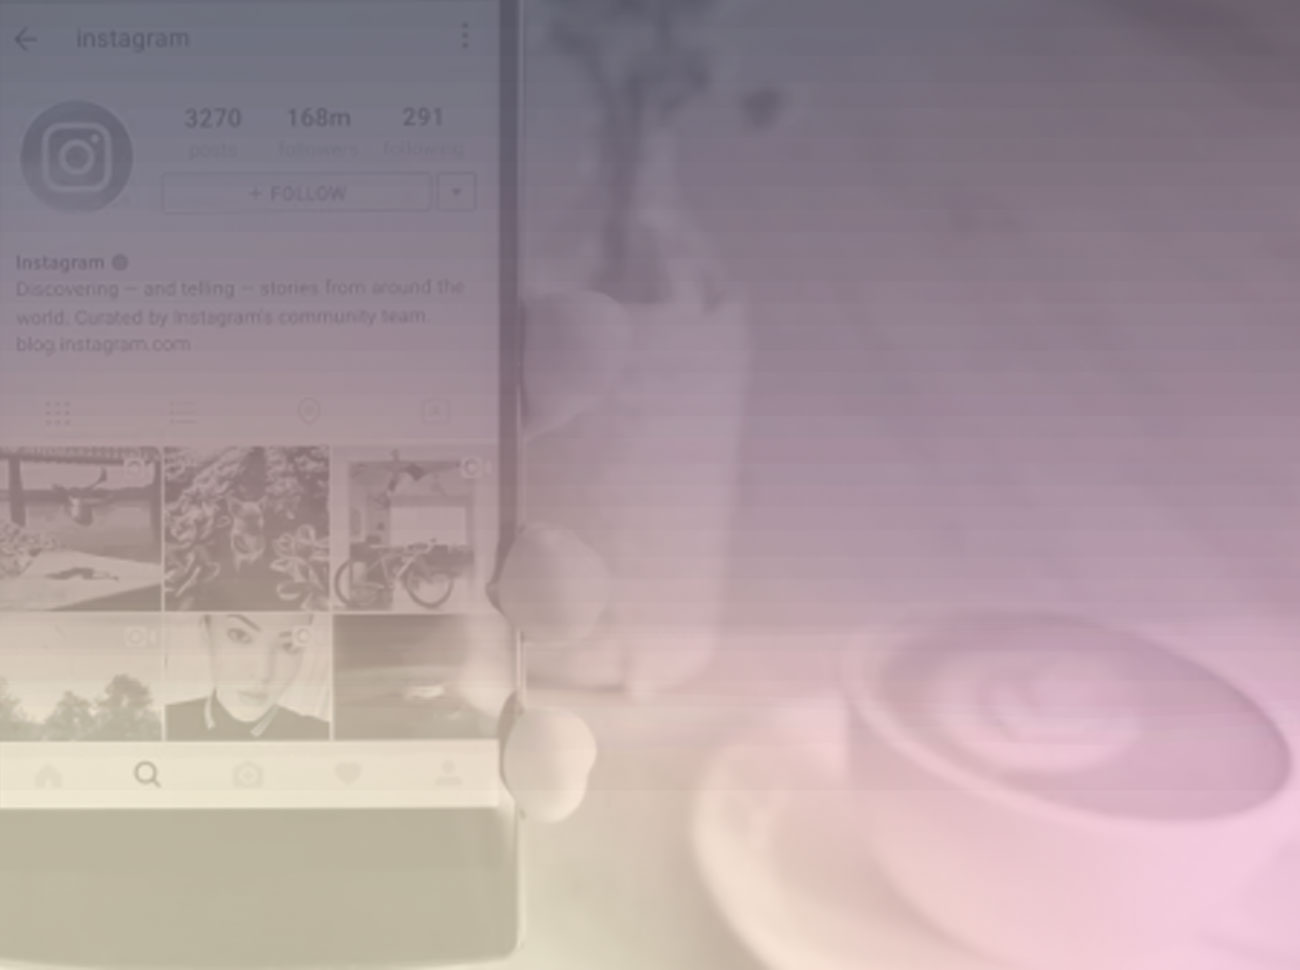 instagram
3270 168m 291
posts followers following
+ FOLLOW
Instagram
Discovering — and telling — stories from around the
world. Curated by Instagram's community team.
blog.instagram.com